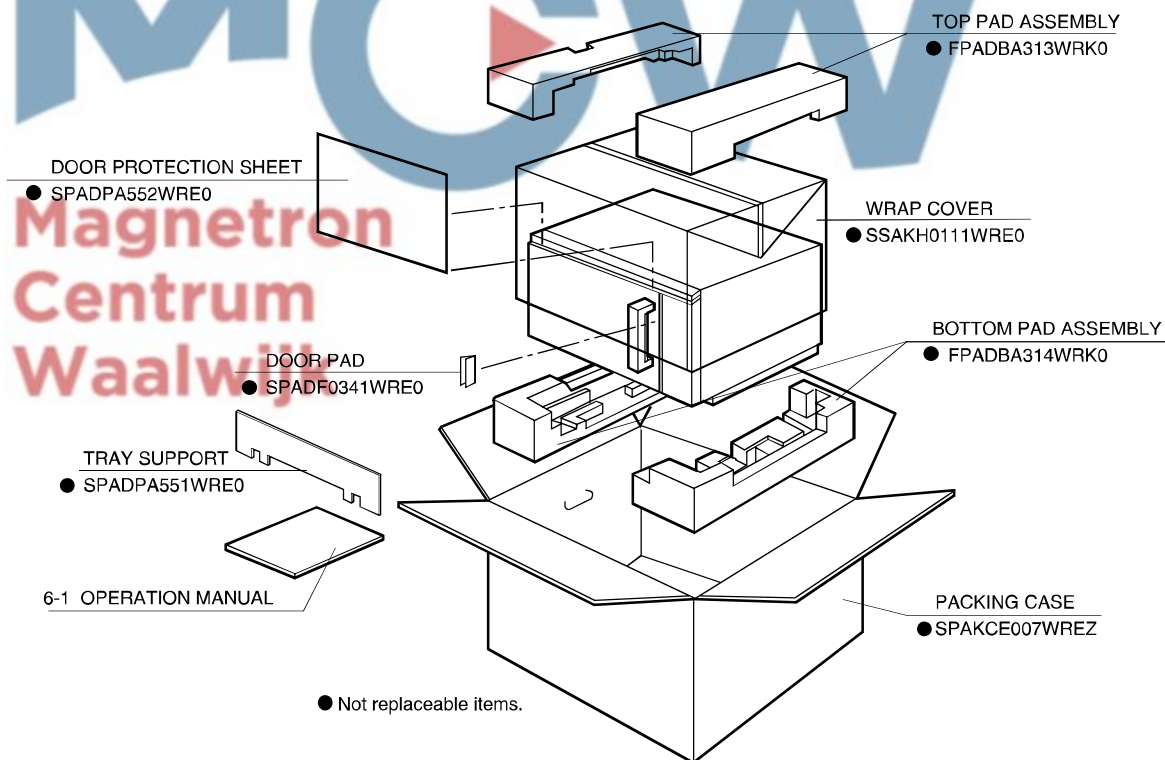 MCW
TOP PAD ASSEMBLY
● FPADBA313WRK0
DOOR PROTECTION SHEET
● SPADPA552WRE0
Magnetron
Centrum
Waalwijk
WRAP COVER
● SSAKH0111WRE0
BOTTOM PAD ASSEMBLY
● FPADBA314WRK0
DOOR PAD
● SPADF0341WRE0
TRAY SUPPORT
● SPADPA551WRE0
6-1 OPERATION MANUAL
PACKING CASE
● SPAKCE007WREZ
● Not replaceable items.